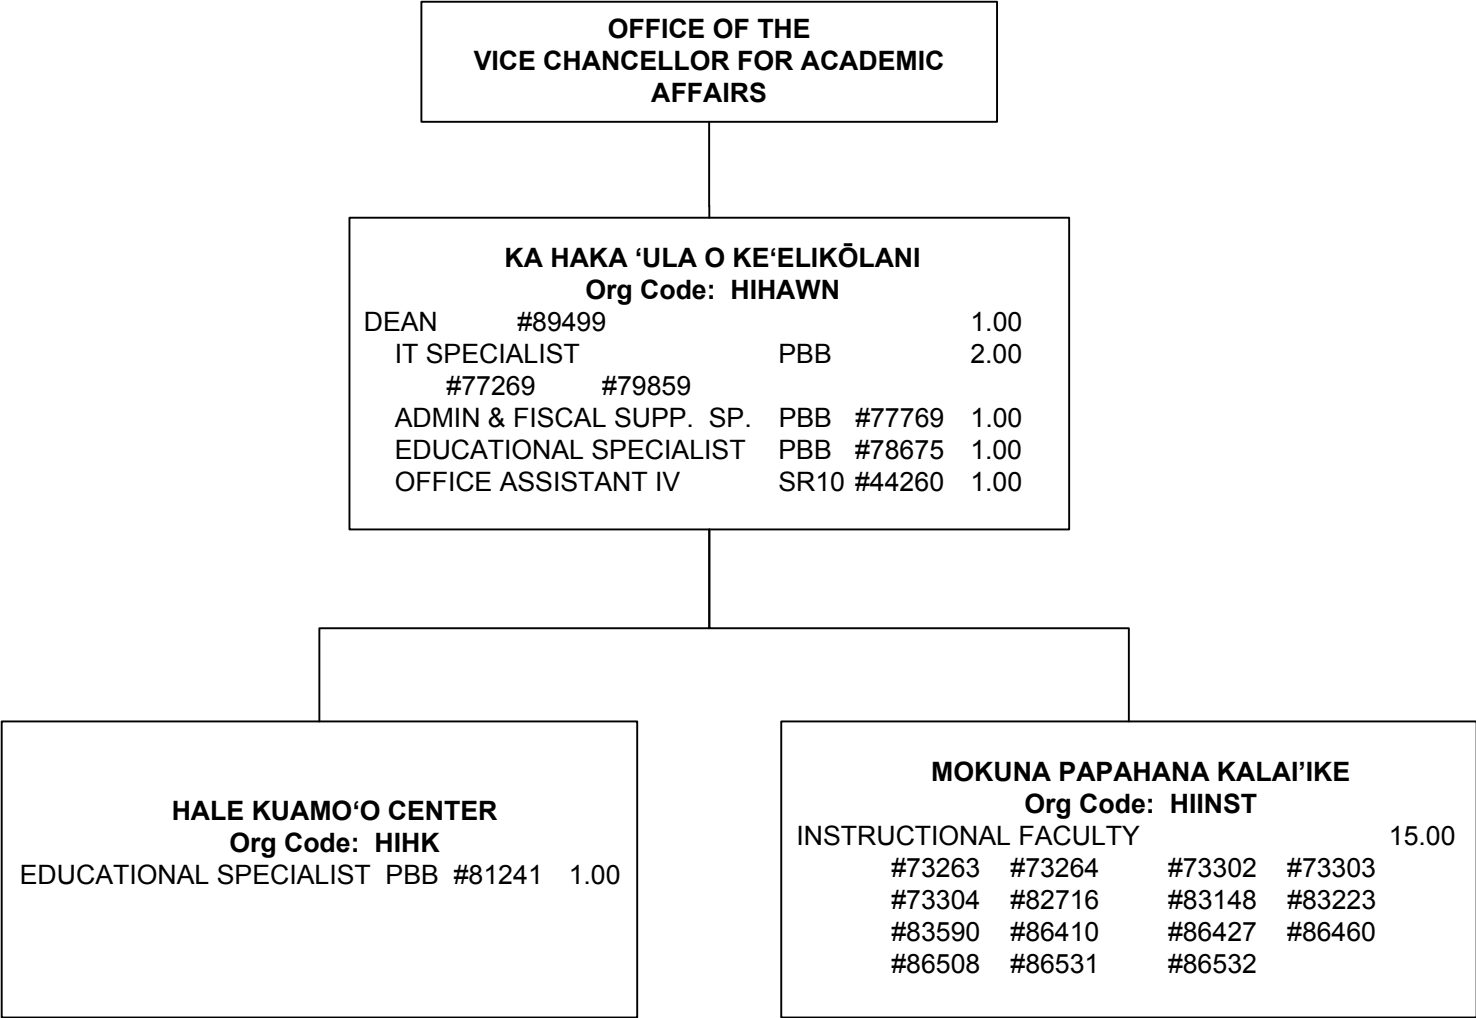 OFFICE OF THE
VICE CHANCELLOR FOR ACADEMIC
AFFAIRS
KA HAKA ‘ULA O KE‘ELIKŌLANI
Org Code: HIHAWN
DEAN #89499 1.00
IT SPECIALIST PBB 2.00
#77269 #79859
ADMIN & FISCAL SUPP. SP. PBB #77769 1.00
EDUCATIONAL SPECIALIST PBB #78675 1.00
OFFICE ASSISTANT IV SR10 #44260 1.00
HALE KUAMO‘O CENTER
Org Code: HIHK
EDUCATIONAL SPECIALIST PBB #81241 1.00
MOKUNA PAPAHANA KALAI’IKE
Org Code: HIINST
INSTRUCTIONAL FACULTY 15.00
#73263 #73264 #73302 #73303
#73304 #82716 #83148 #83223
#83590 #86410 #86427 #86460
#86508 #86531 #86532